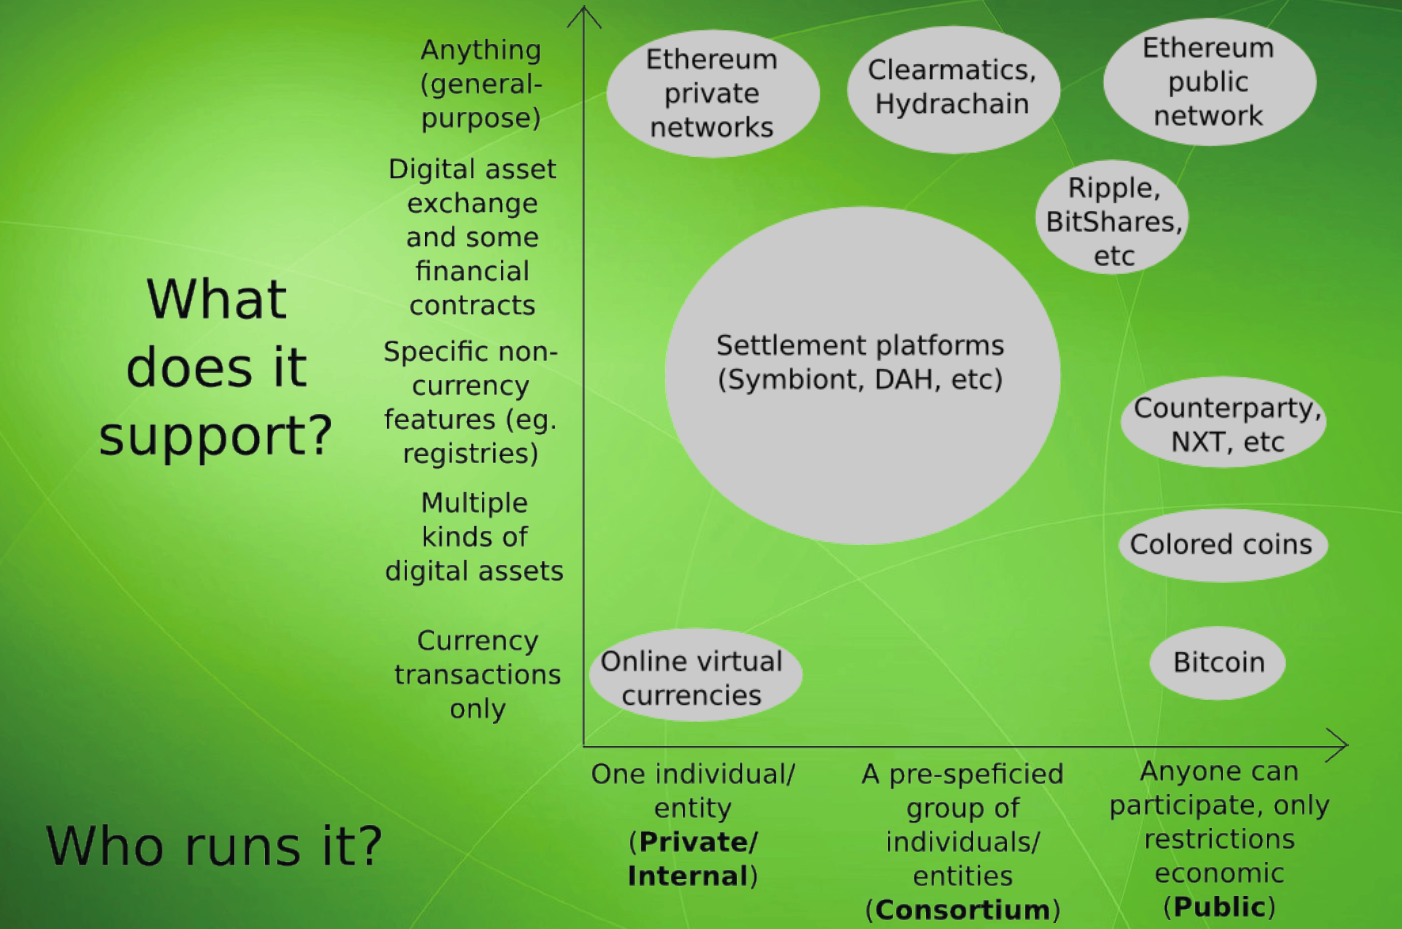 Anything
(general-
purpose)
Digital asset
exchange
and some
financial
contracts
Specific non-
currency
features (eg.
registries)
Multiple
kinds of
digital assets
Currency
transactions
only
What
does it
support?
Ethereum
private
networks
Clearmatics,
Hydrachain
Ethereum
public
network
Ripple,
BitShares,
etc
Settlement platforms
(Symbiont, DAH, etc)
Counterparty,
NXT, etc
Colored coins
Online virtual
currencies
Bitcoin
Who runs it?
One individual/
entity
(Private/
Internal)
A pre-speficied
group of
individuals/
entities
(Consortium)
Anyone can
participate, only
restrictions
economic
(Public)